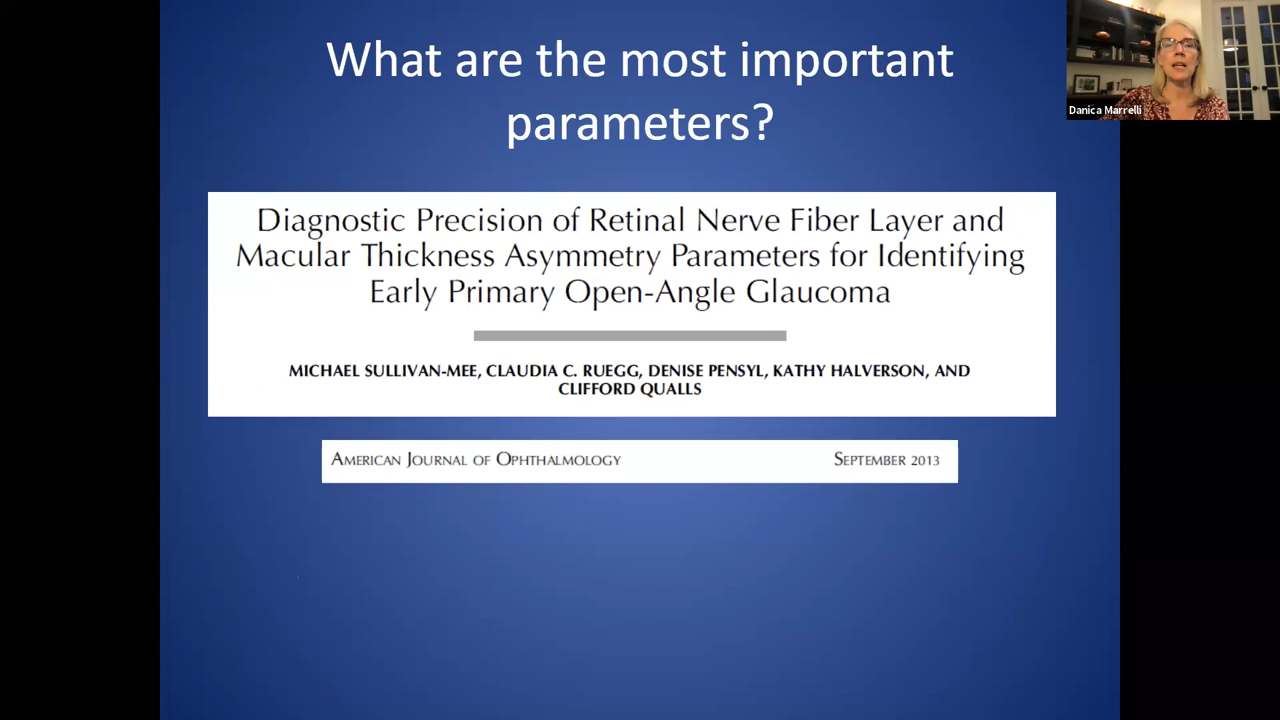 What are the most important
parameters?
Danica Marrelli
Diagnostic Precision of Retinal Nerve Fiber Layer and
Macular Thickness Asymmetry Parameters for Identifying
Early Primary Open-Angle Glaucoma
MICHAEL SULLIVAN-MEE, CLAUDIA C. RUEGG, DENISE PENSYL, KATHY HALVERSON, AND
CLIFFORD QUALLS
AMERICAN JOURNAL OF OPHTHALMOLOGY SEPTEMBER 2013